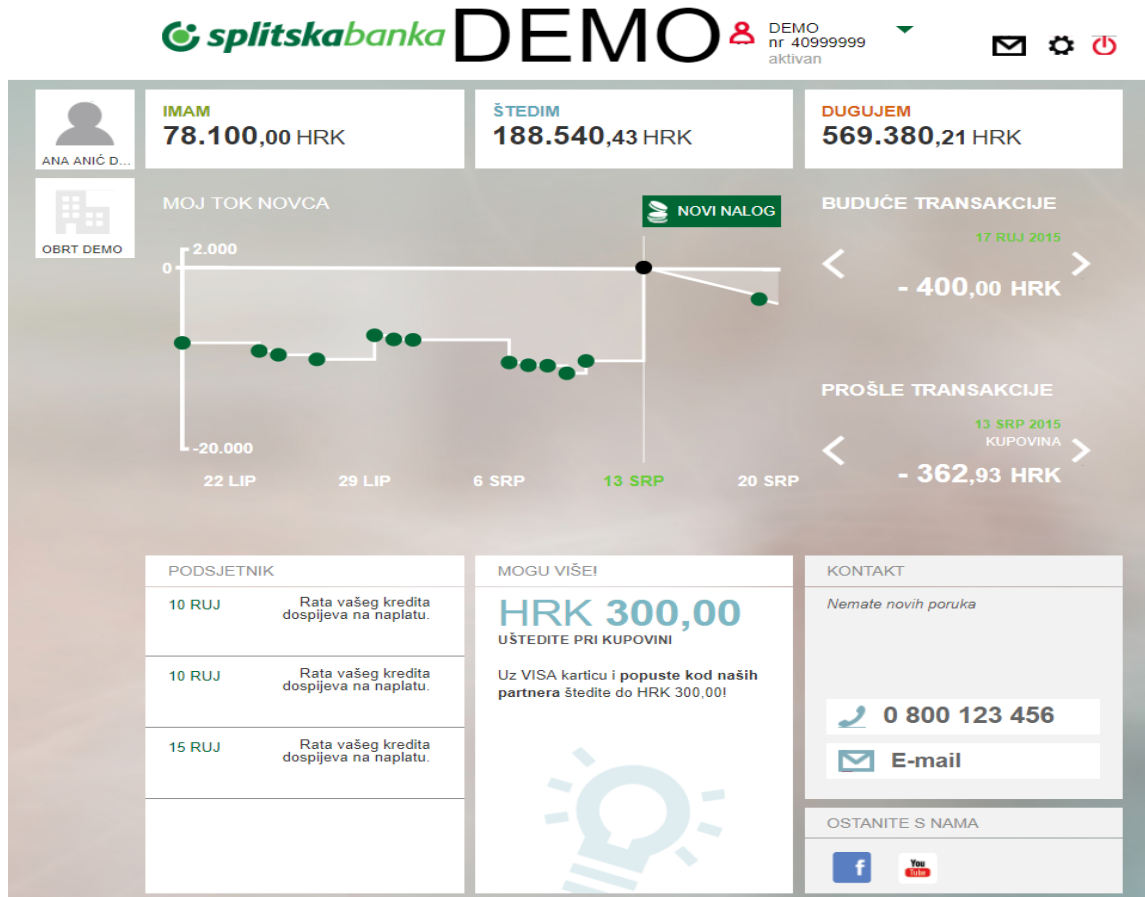 splitskabanka DEMO
DEMO
nr 40999999
aktivan
ANA ANIĆ D...
OBRT DEMO
IMAM
78.100,00 HRK
ŠTEDIM
188.540,43 HRK
DUGUJEM
569.380,21 HRK
MOJ TOK NOVCA
NOVI NALOG
2.000
0
-20.000
22 LIP
29 LIP
6 SRP
13 SRP
20 SRP
BUDUĆE TRANSAKCIJE
17 RUJ 2015
- 400,00 HRK
PROŠLE TRANSAKCIJE
13 SRP 2015
KUPOVINA
- 362,93 HRK
PODSJETNIK
10 RUJ Rata vašeg kredita
dospijeva na naplatu.
10 RUJ Rata vašeg kredita
dospijeva na naplatu.
15 RUJ Rata vašeg kredita
dospijeva na naplatu.
MOGU VIŠE!
HRK 300,00
UŠTEDITE PRI KUPOVINI
Uz VISA karticu i popuste kod naših
partnera štedite do HRK 300,00!
KONTAKT
Nemate novih poruka
0 800 123 456
E-mail
OSTANITE S NAMA
f
You
Tube